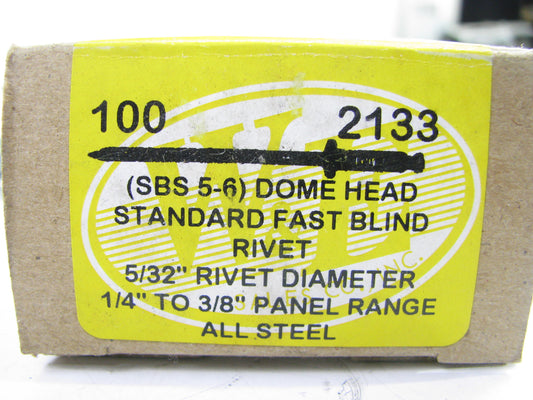 100 2133
(SBS 5-6) DOME HEAD
STANDARD FAST BLIND
RIVET
5/32" RIVET DIAMETER
1/4" TO 3/8" PANEL RANGE
ALL STEEL